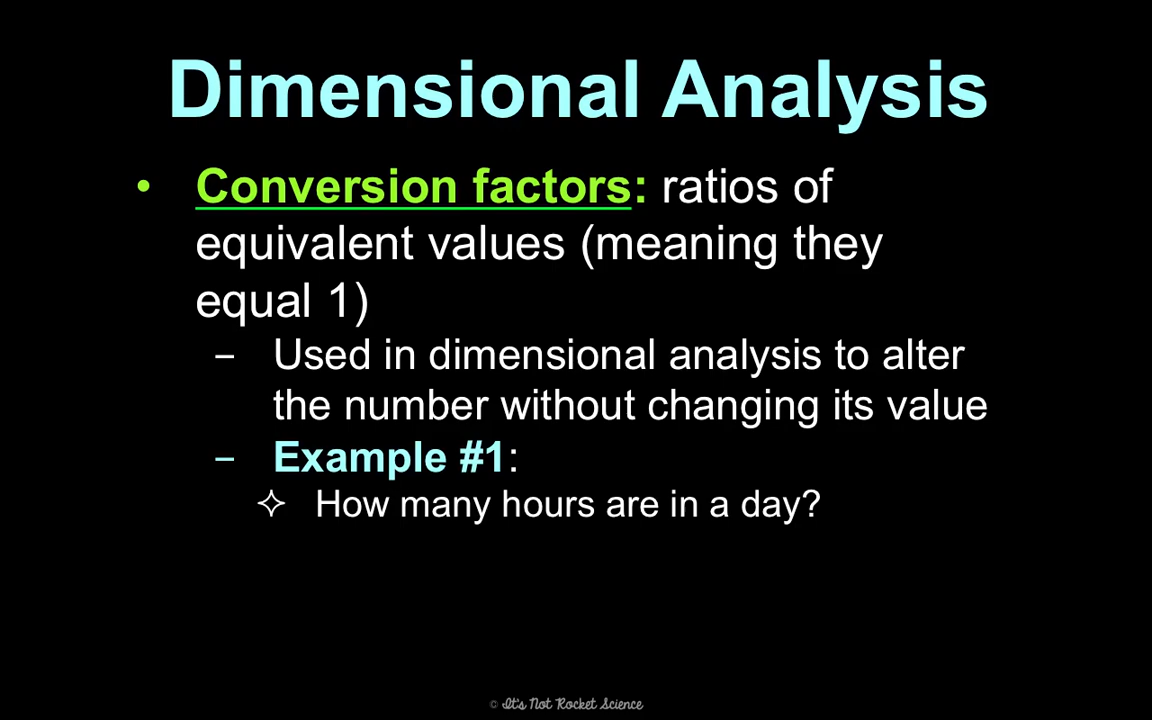 Dimensional Analysis
• Conversion factors: ratios of
equivalent values (meaning they
equal 1)
– Used in dimensional analysis to alter
the number without changing its value
– Example #1:
✧ How many hours are in a day?
© It's Not Rocket Science